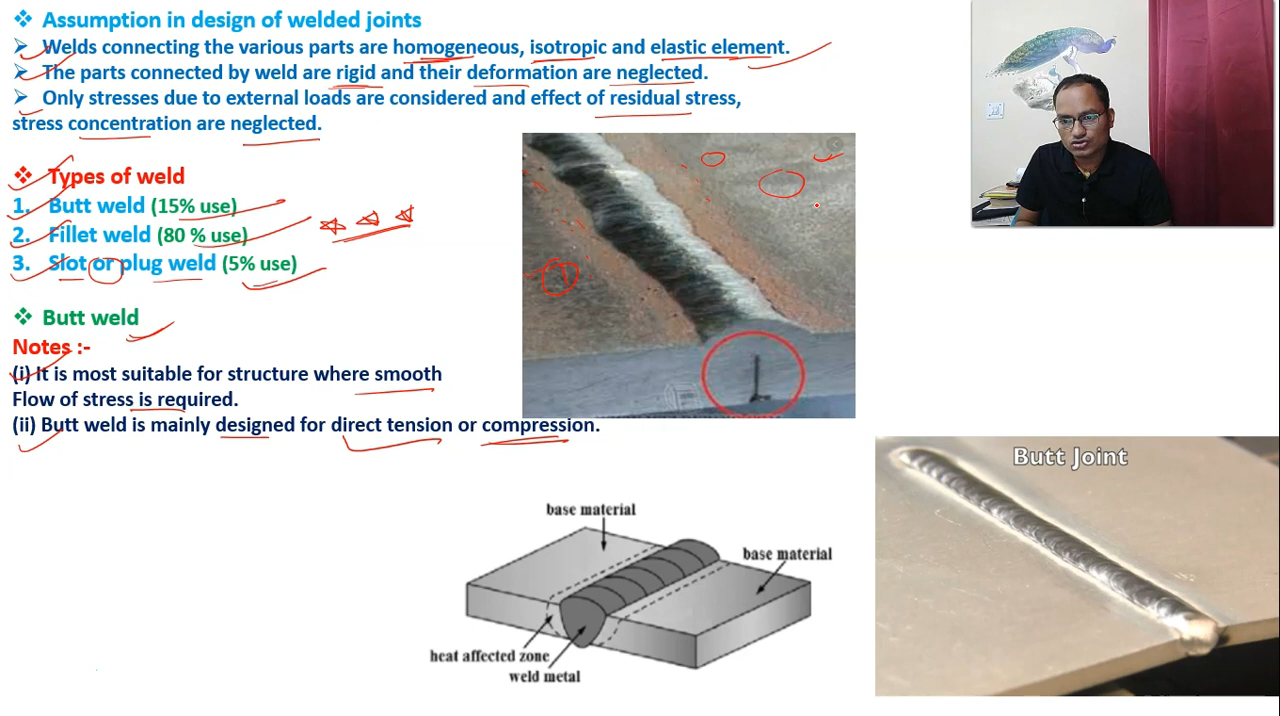 ❖ Assumption in design of welded joints
➢ Welds connecting the various parts are homogeneous, isotropic and elastic element.
➢ The parts connected by weld are rigid and their deformation are neglected.
➢ Only stresses due to external loads are considered and effect of residual stress,
stress concentration are neglected.
❖ Types of weld
1. Butt weld (15% use)
2. Fillet weld (80 % use)
3. Slot or plug weld (5% use)
❖ Butt weld
Notes :-
(i) It is most suitable for structure where smooth
Flow of stress is required.
(ii) Butt weld is mainly designed for direct tension or compression.
Butt Joint
base material
base material
heat affected zone
weld metal